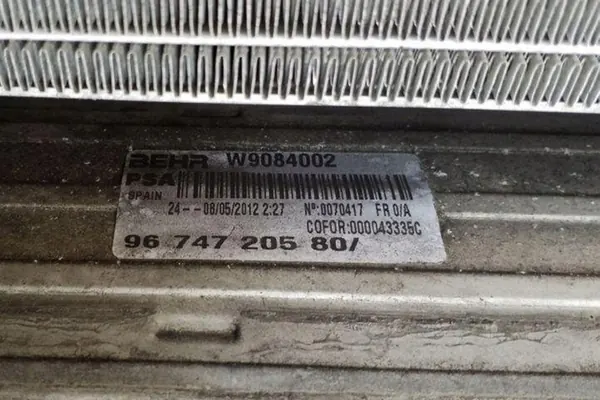 BEHR W9084002
PSA
SPAIN
24-- 08/05/2012 2:27 Nº:0070417 FR 0/A
COFOR:000043335C
96 747 205 80/